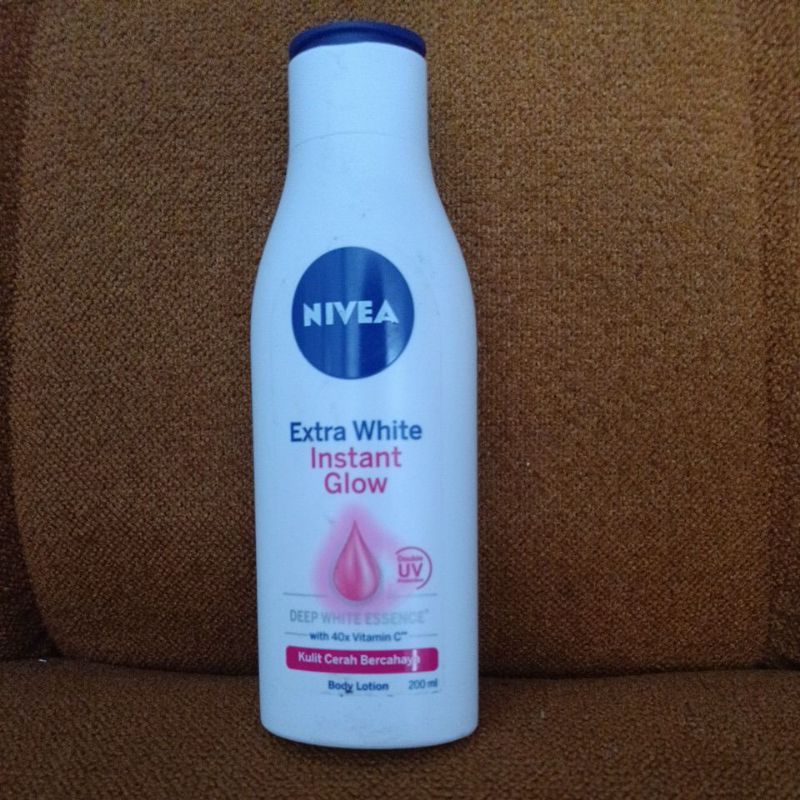 NIVEA
Extra White
Instant
Glow
Double
UV
DEEP WHITE ESSENCE*
with 40x Vitamin C**
Kulit Cerah Bercahaya
Body Lotion 200 ml